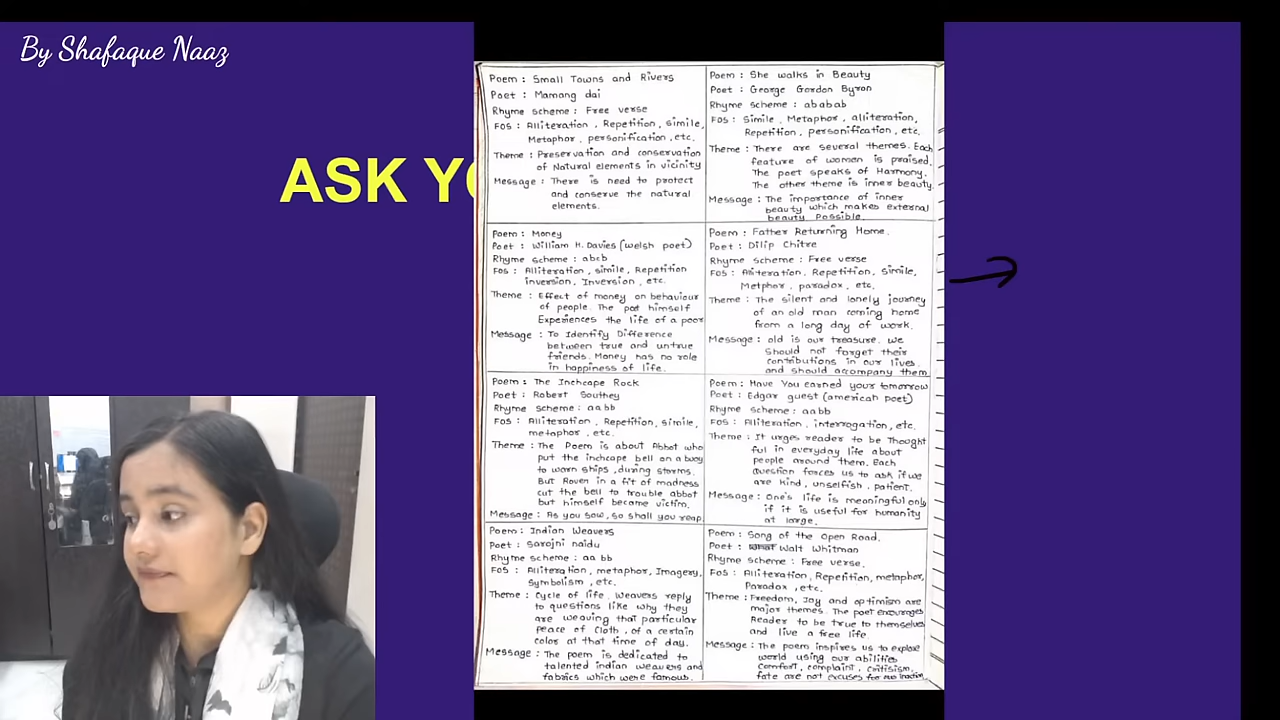 By Shafaque Naaz
ASK YO
Poem : Small Towns and Rivers
Poet : Mamang dai
Rhyme scheme : Free verse
FOS : Alliteration, Repetition, simile,
Metaphor, personification, etc.
Theme : Preservation and conservation
of Natural elements in vicinity
Message : There is need to protect
and conserve the natural
elements.
Poem : She walks in Beauty
Poet : George Gordon Byron
Rhyme scheme : ababab
FOS : Simile, Metaphor, alliteration,
Repetition, personification, etc.
Theme : There are several themes. Each
feature of woman is praised.
The poet speaks of Harmony.
The other theme is inner beauty.
Message : The importance of inner
beauty which makes external
beauty Possible.
Poem : Money
Poet : William H. Davies (welsh poet)
Rhyme scheme : abcb
FOS : Alliteration, simile, Repetition
inversion, Inversion, etc.
Theme : Effect of money on behaviour
of people. The poet himself
Experiences the life of a poor
Message : To Identify Difference
between true and untrue
friends. Money has no role
in happiness of life.
Poem : Father Returning Home.
Poet : Dilip Chitre
Rhyme scheme : Free verse
FOS : Aliteration, Repetition, simile,
Metphor, paradox, etc.
Theme : The silent and lonely journey
of an old man coming home
from a long day of work.
Message : old is our treasure. we
should not forget their
contributions in our lives
and should accompany them
Poem : The Inchcape Rock
Poet : Robert Southey
Rhyme scheme : aabb
FOS : Alliteration, Repetition, simile,
metaphor, etc.
Theme : The Poem is about Abbot who
put the inchcape bell on a buoy
to warn ships, during storms.
But Roven in a fit of madness
cut the bell to trouble abbot
but himself became victim.
Message : As you sow, so shall you reap
Poem : Have You earned your tomorrow
Poet : Edgar guest (american poet)
Rhyme scheme : aabb
FOS : Alliteration, interrogation, etc.
Theme : It urges reader to be Thought
ful in everyday life about
people around them. Each
Question forces us to ask if we
are kind, unselfish, patient.
Message : One's life is meaningful only
if it is useful for humanity
at large.
Poem : Indian Weavers
Poet : Sarojni naidu
Rhyme scheme : aa bb
FOS : Alliteration, metaphor, Imagery,
Symbolism, etc.
Theme : Cycle of life. Weavers reply
to questions like why they
are weaving that particular
peace of cloth, of a certain
color at that time of day.
Message : The poem is dedicated to
talented indian weavers and
fabrics which were famous.
Poem : Song of the Open Road.
Poet : Walt Whitman
Rhyme scheme : Free verse.
FOS : Alliteration, Repetition, metaphor,
Paradox, etc.
Theme : Freedom, Joy and optimism are
major themes. The poet encourages
Reader to be true to themselves
and live a free life.
Message : The poem inspires us to explore
world using our abilities
Comfort, complaint, Critisism,
fate are not excuses for our inaction